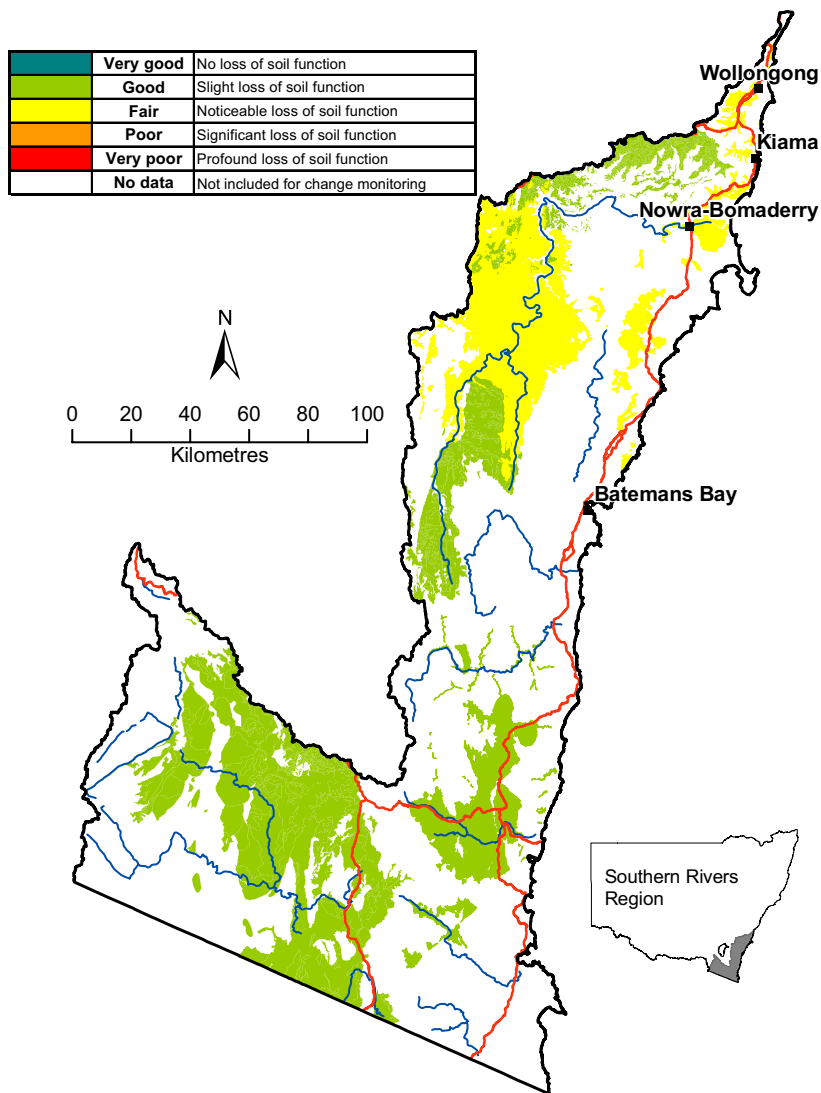 Very good No loss of soil function
Good Slight loss of soil function
Fair Noticeable loss of soil function
Poor Significant loss of soil function
Very poor Profound loss of soil function
No data Not included for change monitoring
Wollongong
Kiama
Nowra-Bomaderry
N
0 20 40 60 80 100
Kilometres
Batemans Bay
Southern Rivers
Region